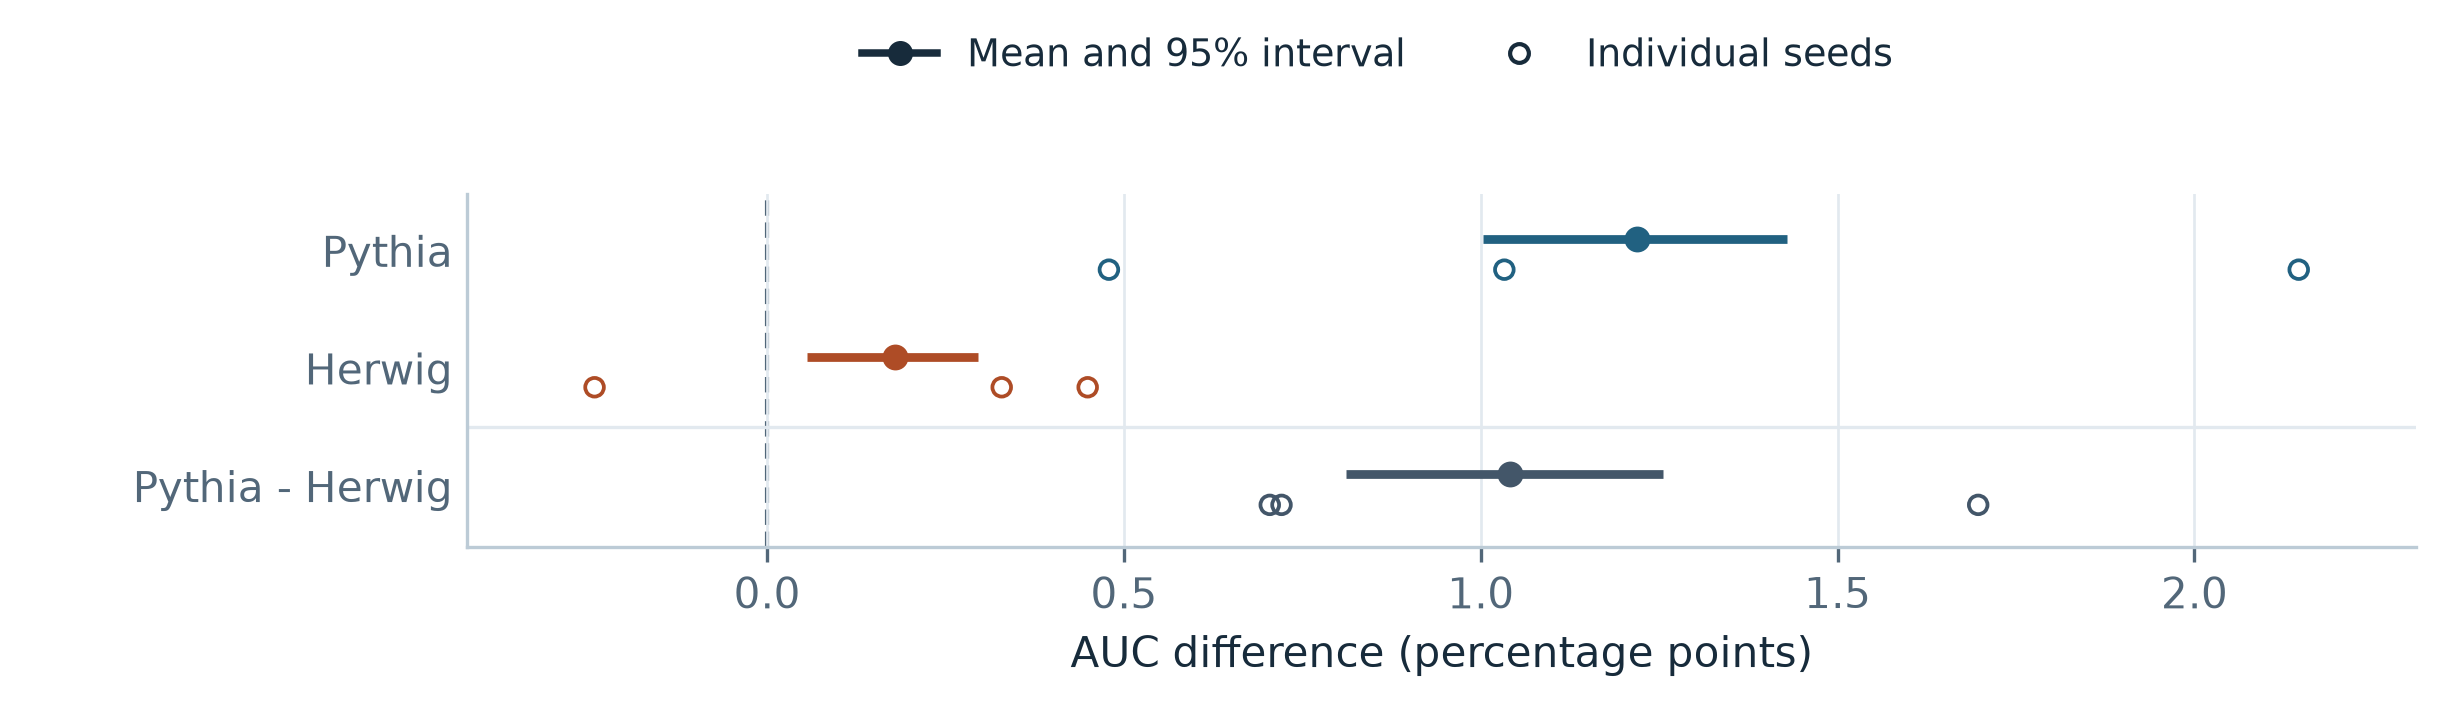 Mean and 95% interval
Individual seeds
Pythia
Herwig
Pythia - Herwig
0.0 0.5 1.0 1.5 2.0
AUC difference (percentage points)